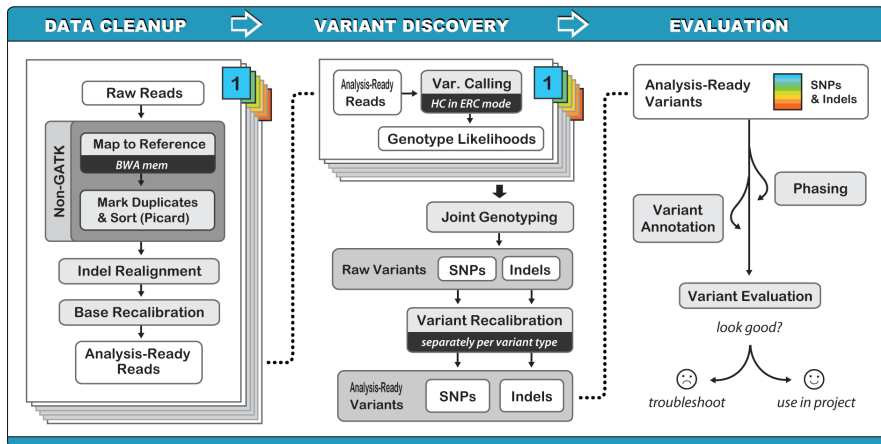 DATA CLEANUP
VARIANT DISCOVERY
EVALUATION
1
Raw Reads
Non-GATK
Map to Reference
BWA mem
Mark Duplicates
& Sort (Picard)
Indel Realignment
Base Recalibration
Analysis-Ready
Reads
1
Analysis-Ready
Reads
Var. Calling
HC in ERC mode
Genotype Likelihoods
Joint Genotyping
Raw Variants
SNPs
Indels
Variant Recalibration
separately per variant type
Analysis-Ready
Variants
SNPs
Indels
Analysis-Ready
Variants
SNPs
& Indels
Phasing
Variant
Annotation
Variant Evaluation
look good?
troubleshoot
use in project